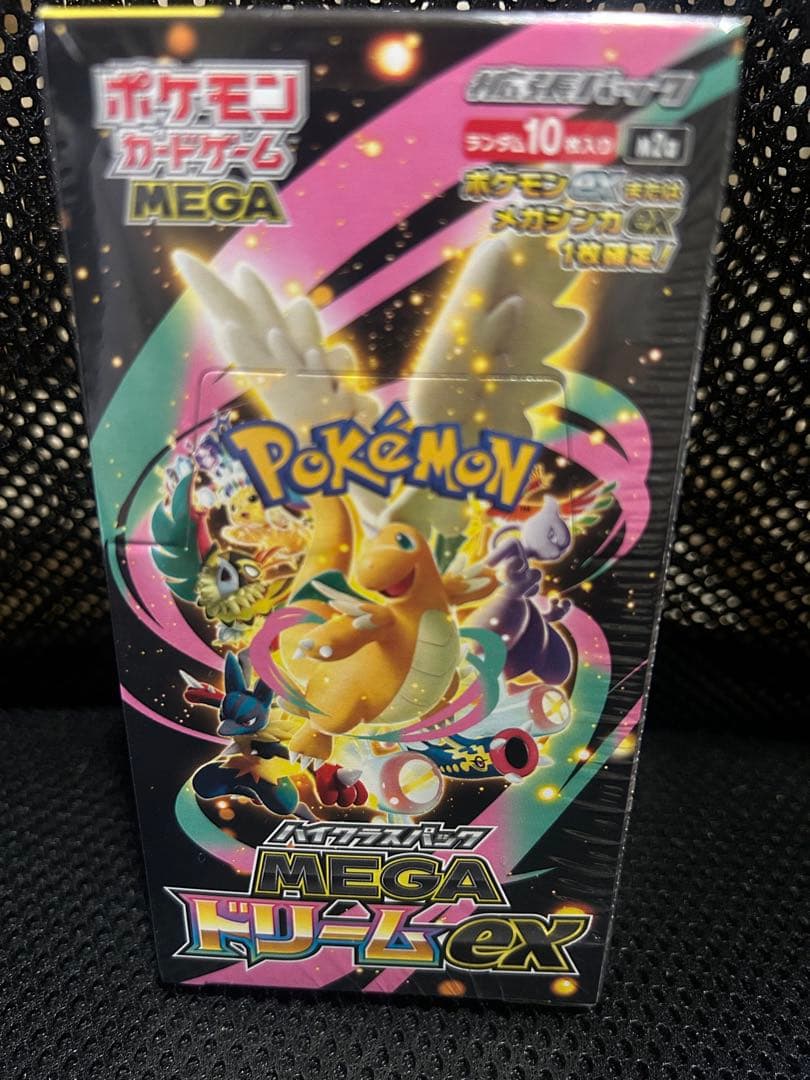 ポケモン
カードゲーム
MEGA
拡張パック
ランダム10枚入り
ポケモンexまたは
メガシンカex
1枚確定!
POKÉMON
ハイクラスパック
MEGA
ドリームex